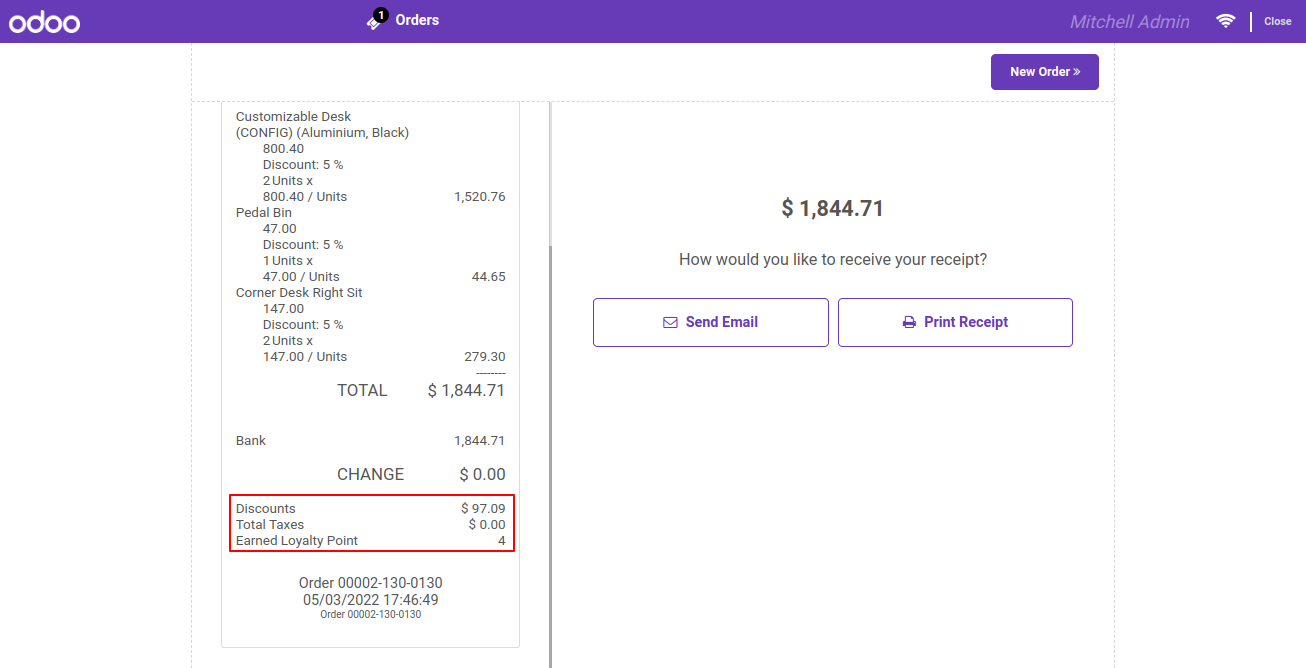 odoo
1
Orders
Mitchell Admin
Close
New Order »
Customizable Desk
(CONFIG) (Aluminium, Black)
800.40
Discount: 5 %
2 Units x
800.40 / Units 1,520.76
Pedal Bin
47.00
Discount: 5 %
1 Units x
47.00 / Units 44.65
Corner Desk Right Sit
147.00
Discount: 5 %
2 Units x
147.00 / Units 279.30
--------
TOTAL $ 1,844.71
Bank 1,844.71
CHANGE $ 0.00
Discounts $ 97.09
Total Taxes $ 0.00
Earned Loyalty Point 4
Order 00002-130-0130
05/03/2022 17:46:49
Order 00002-130-0130
$ 1,844.71
How would you like to receive your receipt?
Send Email
Print Receipt